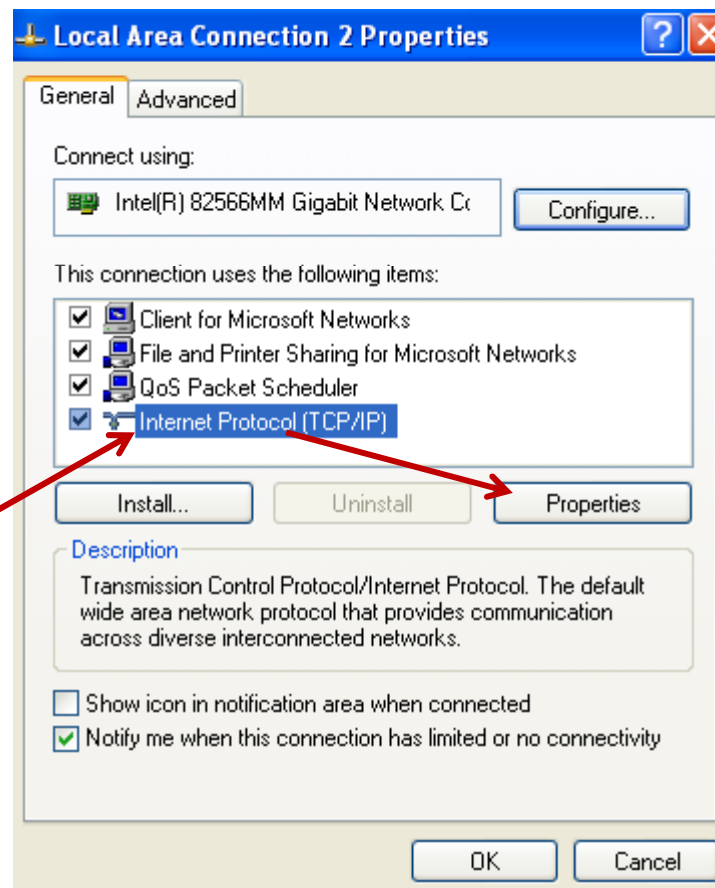 Local Area Connection 2 Properties
General Advanced
Connect using:
Intel(R) 82566MM Gigabit Network
Configure...
This connection uses the following items:
Client for Microsoft Networks
File and Printer Sharing for Microsoft Networks
QoS Packet Scheduler
Internet Protocol (TCP/IP)
Install... Uninstall Properties
Description
Transmission Control Protocol/Internet Protocol. The default
wide area network protocol that provides communication
across diverse interconnected networks.
Show icon in notification area when connected
Notify me when this connection has limited or no connectivity
OK Cancel